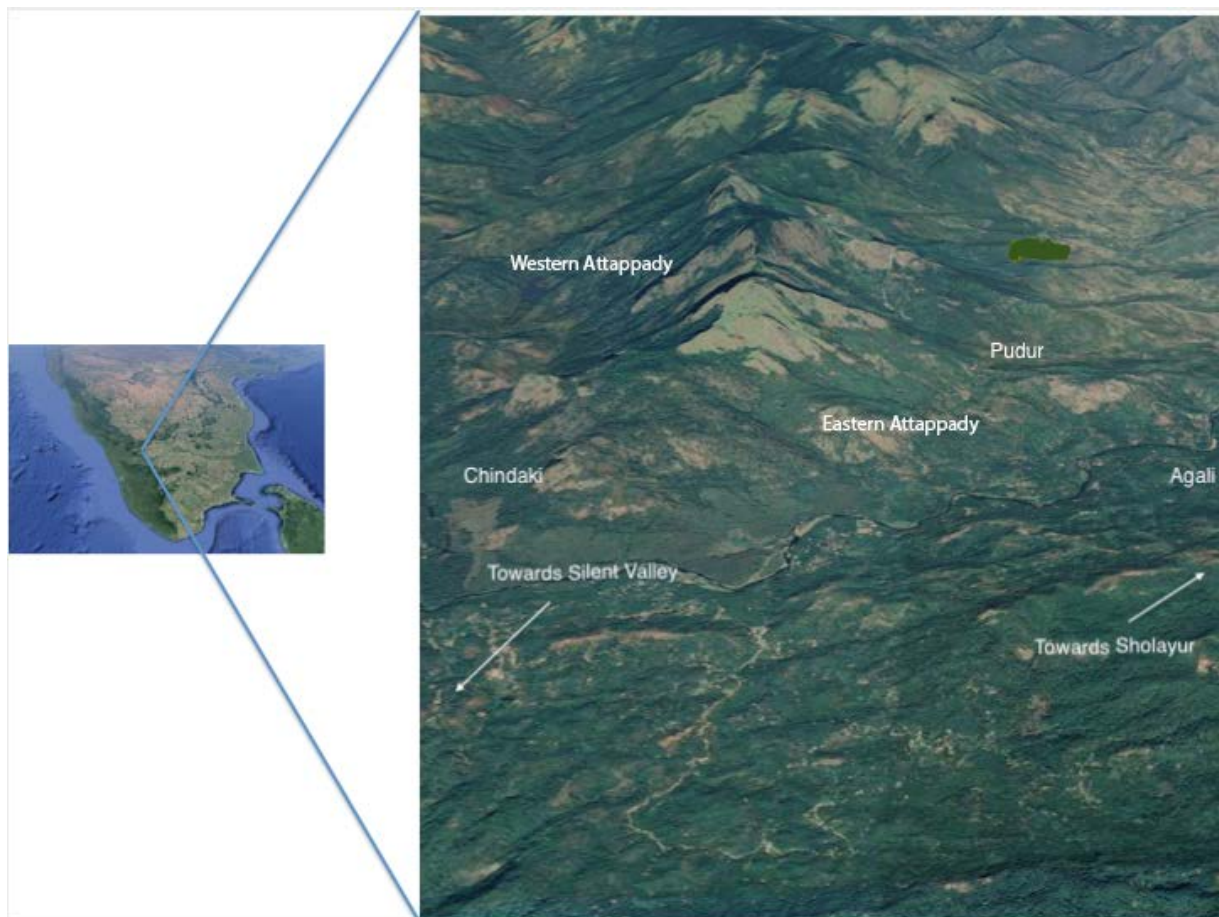 Western Attappady
Pudur
Eastern Attappady
Chindaki
Agali
Towards Silent Valley
Towards Sholayur